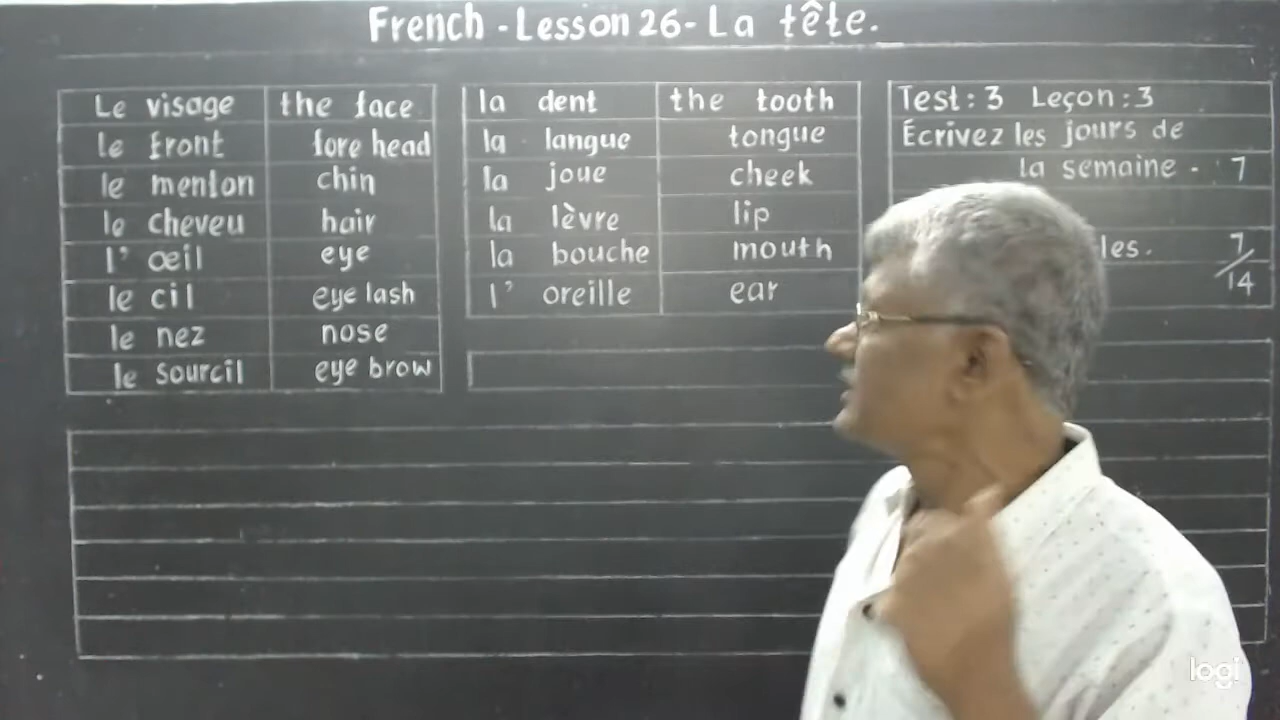 French - Lesson 26 - La tête.
Le visage the face
le front fore head
le menton chin
le cheveu hair
l' œil eye
le cil eye lash
le nez nose
le sourcil eye brow
la dent the tooth
la langue tongue
la joue cheek
la lèvre lip
la bouche mouth
l' oreille ear
Test : 3 Leçon : 3
Écrivez les jours de
la semaine - 7
les. 7/14
logi